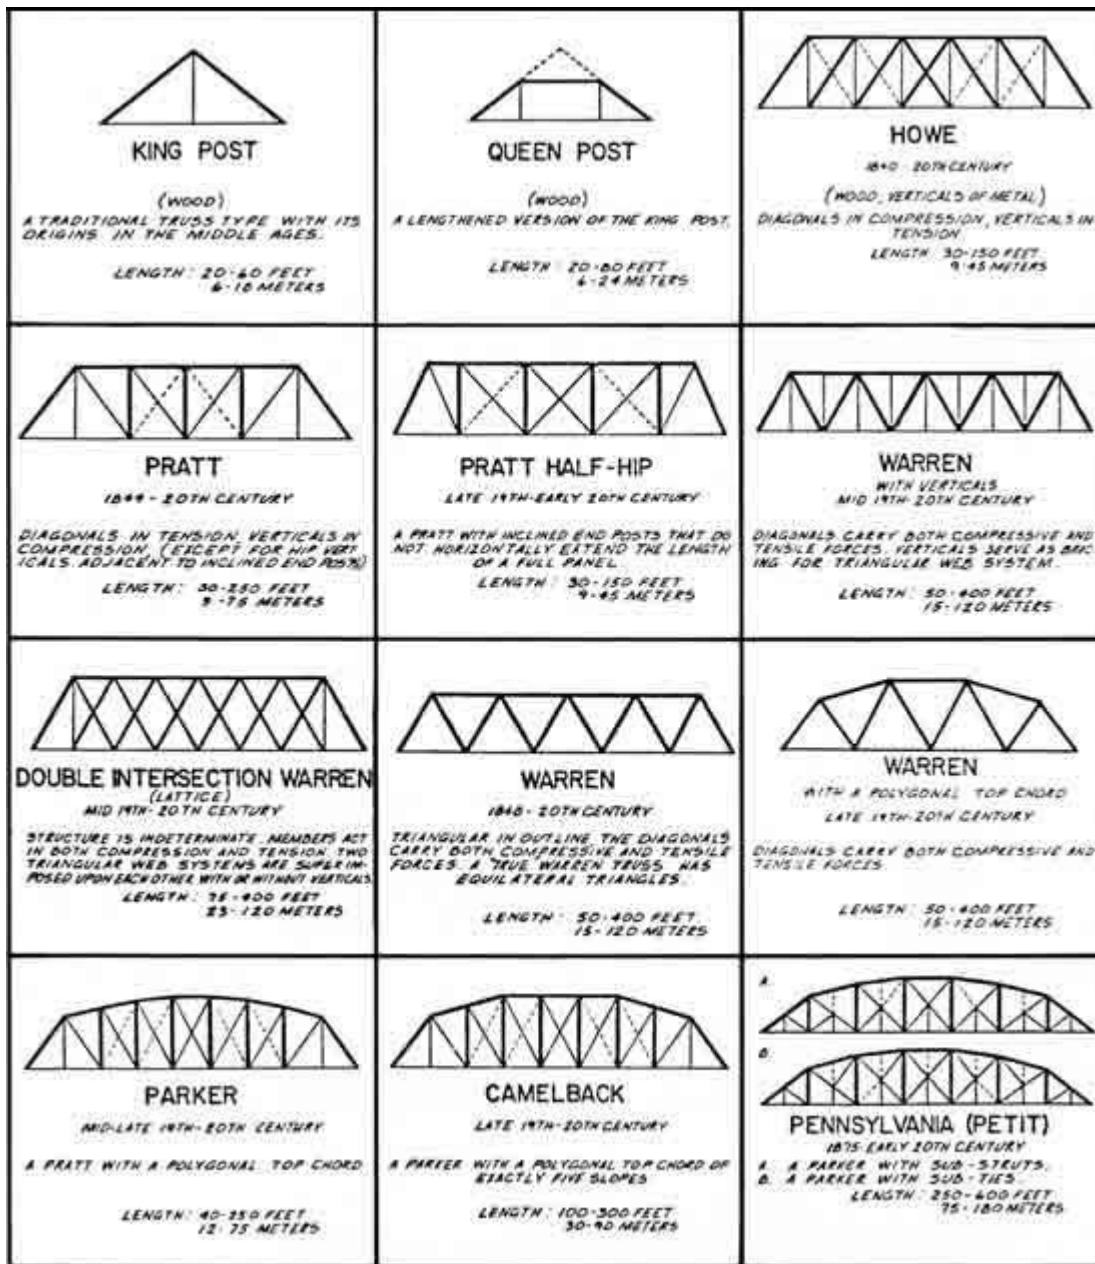 KING POST
(WOOD)
A TRADITIONAL TRUSS TYPE WITH ITS
ORIGINS IN THE MIDDLE AGES.
LENGTH: 20-60 FEET
6-18 METERS
QUEEN POST
(WOOD)
A LENGTHENED VERSION OF THE KING POST.
LENGTH: 20-80 FEET
6-24 METERS
HOWE
1840-20TH CENTURY
(WOOD, VERTICALS OF METAL)
DIAGONALS IN COMPRESSION, VERTICALS IN
TENSION
LENGTH: 30-150 FEET
9-45 METERS
PRATT
1844-20TH CENTURY
DIAGONALS IN TENSION, VERTICALS IN
COMPRESSION, (EXCEPT FOR HIP VERT
ICALS, ADJACENT TO INCLINED END POSTS)
LENGTH: 30-250 FEET
9-75 METERS
PRATT HALF-HIP
LATE 19TH-EARLY 20TH CENTURY
A PRATT WITH INCLINED END POSTS THAT DO
NOT HORIZONTALLY EXTEND THE LENGTH
OF A FULL PANEL.
LENGTH: 30-150 FEET
9-45 METERS
WARREN
WITH VERTICALS
MID 19TH-20TH CENTURY
DIAGONALS CARRY BOTH COMPRESSIVE AND
TENSILE FORCES. VERTICALS SERVE AS BRAC
ING FOR TRIANGULAR WEB SYSTEM.
LENGTH: 50-400 FEET
15-120 METERS
DOUBLE INTERSECTION WARREN
(LATTICE)
MID 19TH-20TH CENTURY
STRUCTURE IS INDETERMINATE. MEMBERS ACT
IN BOTH COMPRESSION AND TENSION. TWO
TRIANGULAR WEB SYSTEMS ARE SUPERIM-
POSED UPON EACH OTHER WITH OR WITHOUT VERTICALS
LENGTH: 75-400 FEET
23-120 METERS
WARREN
1848-20TH CENTURY
TRIANGULAR IN OUTLINE THE DIAGONALS
CARRY BOTH COMPRESSIVE AND TENSILE
FORCES. A TRUE WARREN TRUSS HAS
EQUILATERAL TRIANGLES.
LENGTH: 50-400 FEET
15-120 METERS
WARREN
WITH A POLYGONAL TOP CHORD
LATE 19TH-20TH CENTURY
DIAGONALS CARRY BOTH COMPRESSIVE AND
TENSILE FORCES.
LENGTH: 50-400 FEET
15-120 METERS
PARKER
MID-LATE 19TH-20TH CENTURY
A PRATT WITH A POLYGONAL TOP CHORD
LENGTH: 40-250 FEET
12-75 METERS
CAMELBACK
LATE 19TH-20TH CENTURY
A PARKER WITH A POLYGONAL TOP CHORD OF
EXACTLY FIVE SLOPES
LENGTH: 100-300 FEET
30-90 METERS
A.
B.
PENNSYLVANIA (PETIT)
1875-EARLY 20TH CENTURY
A. A PARKER WITH SUB-STRUTS.
B. A PARKER WITH SUB-TIES.
LENGTH: 250-600 FEET
75-180 METERS